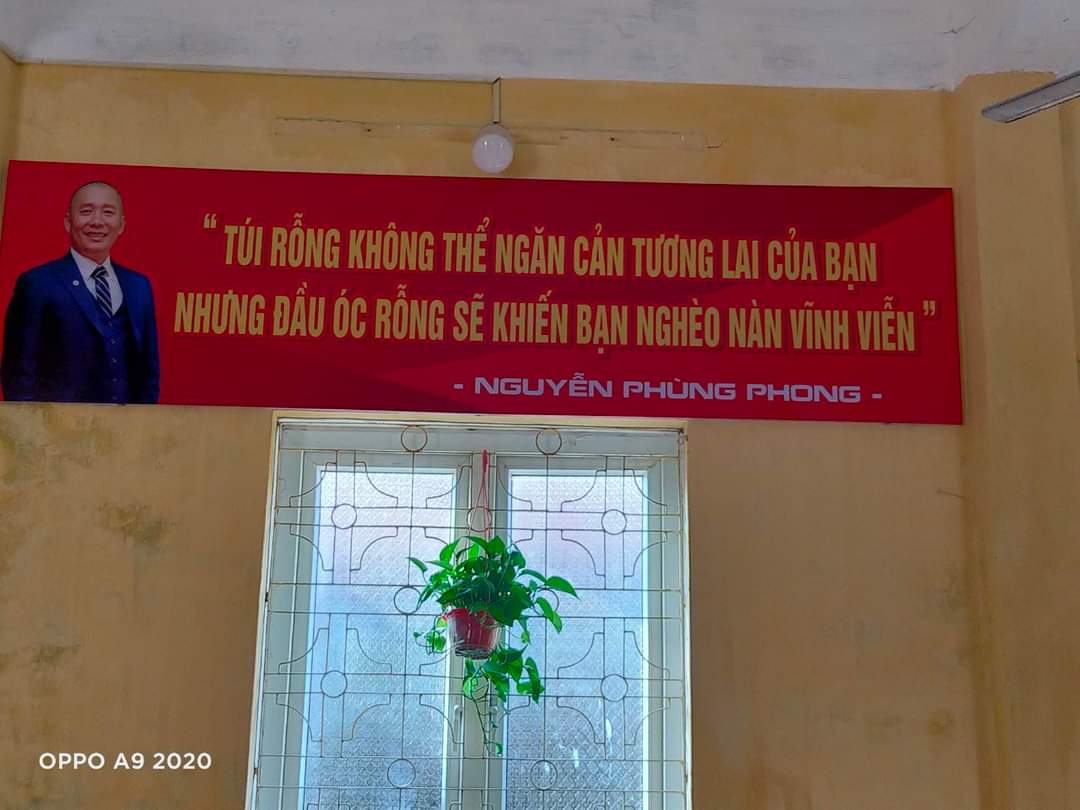 “ TÚI RỖNG KHÔNG THỂ NGĂN CẢN TƯƠNG LAI CỦA BẠN
NHƯNG ĐẦU ÓC RỖNG SẼ KHIẾN BẠN NGHÈO NÀN VĨNH VIỄN ”
- NGUYỄN PHÙNG PHONG -
OPPO A9 2020